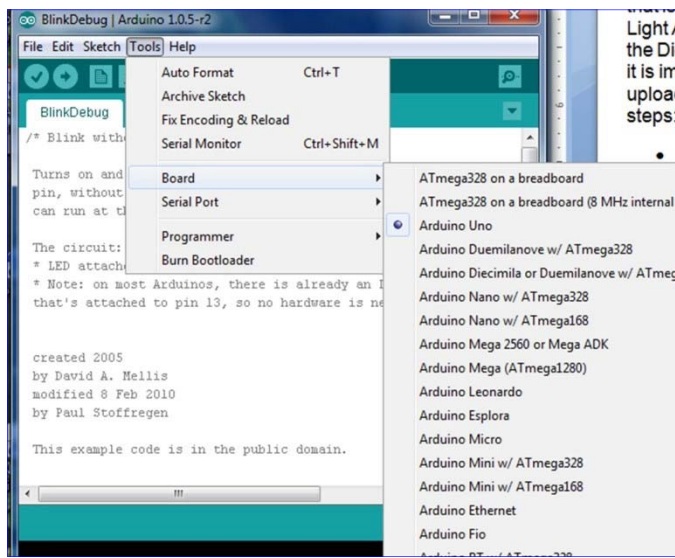 BlinkDebug | Arduino 1.0.5-r2
File Edit Sketch Tools Help
BlinkDebug
Auto Format Ctrl+T
Archive Sketch
Fix Encoding & Reload
Serial Monitor Ctrl+Shift+M
Board
Serial Port
Programmer
Burn Bootloader
/* Blink with
Turns on and
pin, without
can run at
The circuit:
* LED attach
* Note: on most Arduinos, there is already an
that's attached to pin 13, so no hardware is
created 2005
by David A. Mellis
modified 8 Feb 2010
by Paul Stoffregen
This example code is in the public domain.
ATmega328 on a breadboard
ATmega328 on a breadboard (8 MHz internal
Arduino Uno
Arduino Duemilanove w/ ATmega328
Arduino Diecimila or Duemilanove w/ ATmeg
Arduino Nano w/ ATmega328
Arduino Nano w/ ATmega168
Arduino Mega 2560 or Mega ADK
Arduino Mega (ATmega1280)
Arduino Leonardo
Arduino Esplora
Arduino Micro
Arduino Mini w/ ATmega328
Arduino Mini w/ ATmega168
Arduino Ethernet
Arduino Fio
Arduino BT w/ ATmega328
Light
the Di
it is im
uploa
steps: